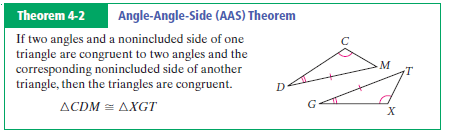 Theorem 4-2 Angle-Angle-Side (AAS) Theorem
If two angles and a nonincluded side of one
triangle are congruent to two angles and the
corresponding nonincluded side of another
triangle, then the triangles are congruent.
△CDM ≅ △XGT
C
M
T
D
G
X